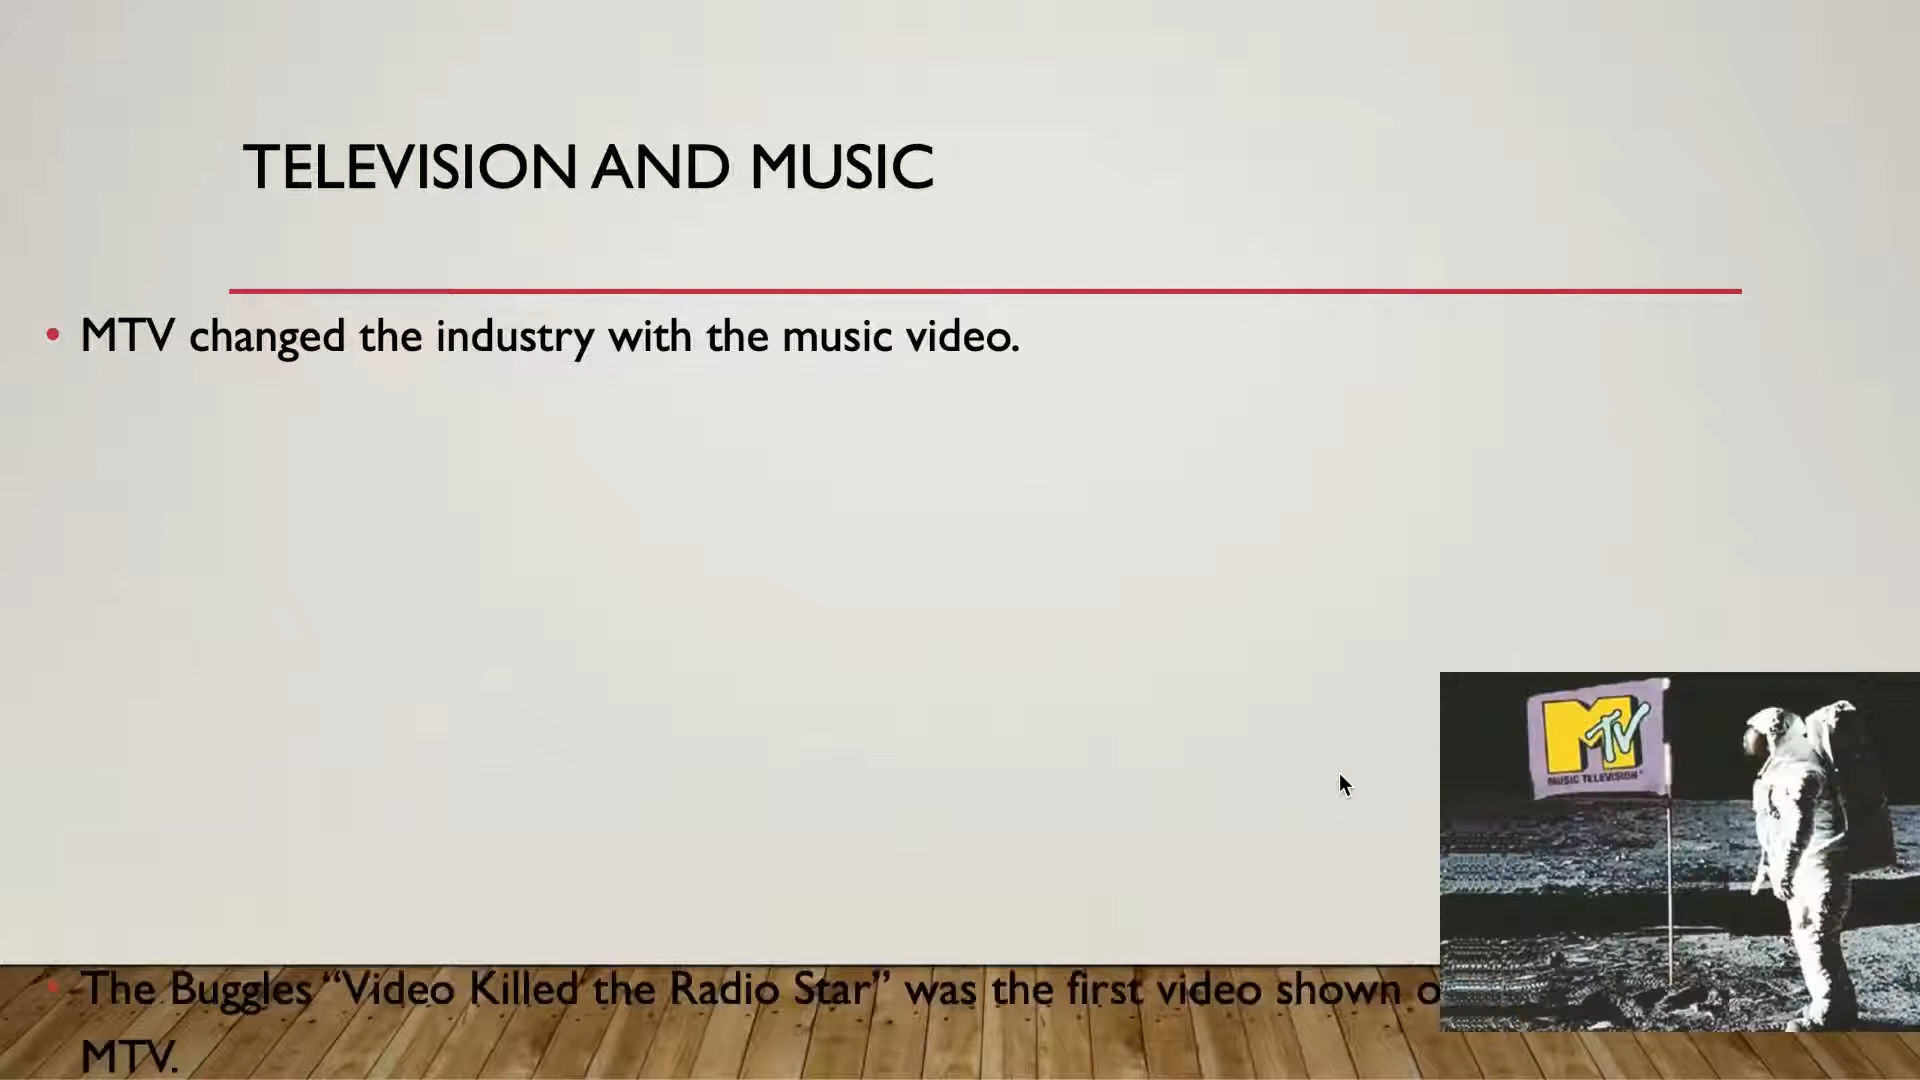 TELEVISION AND MUSIC
• MTV changed the industry with the music video.
MTV
MUSIC TELEVISION
• The Buggles “Video Killed the Radio Star” was the first video shown
MTV.